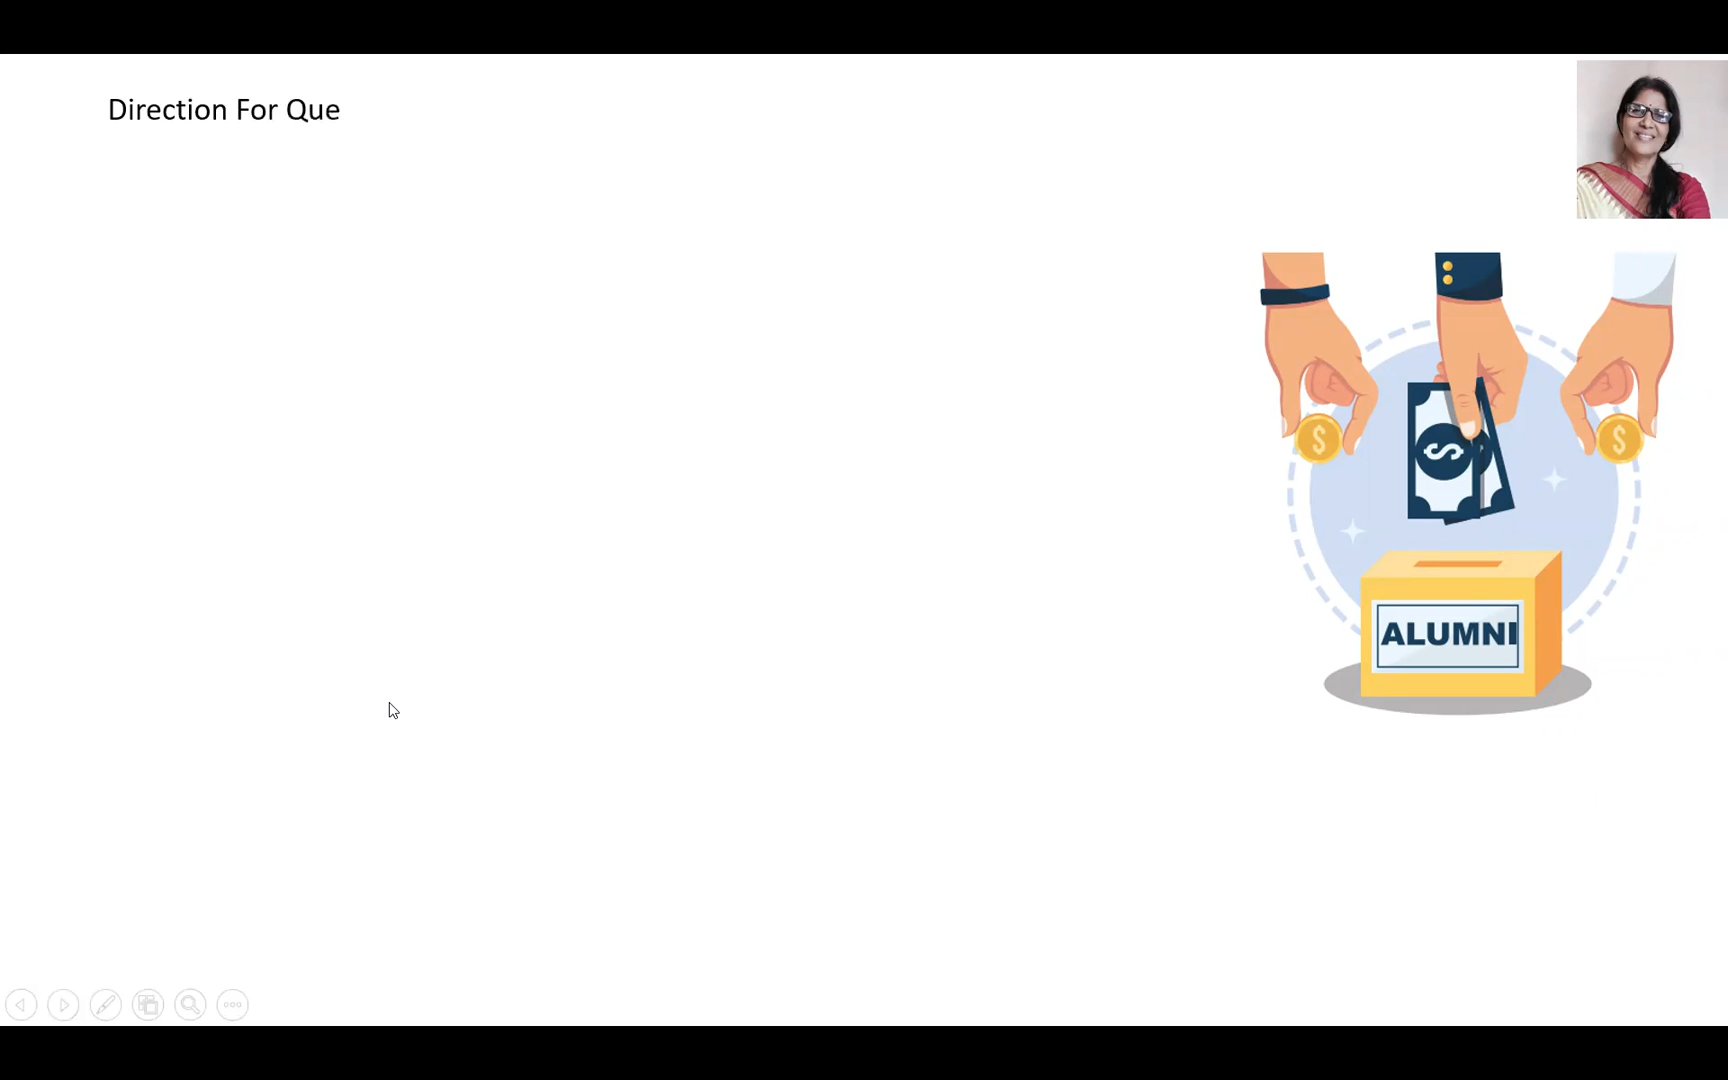 Direction For Que
$ $ $
ALUMNI